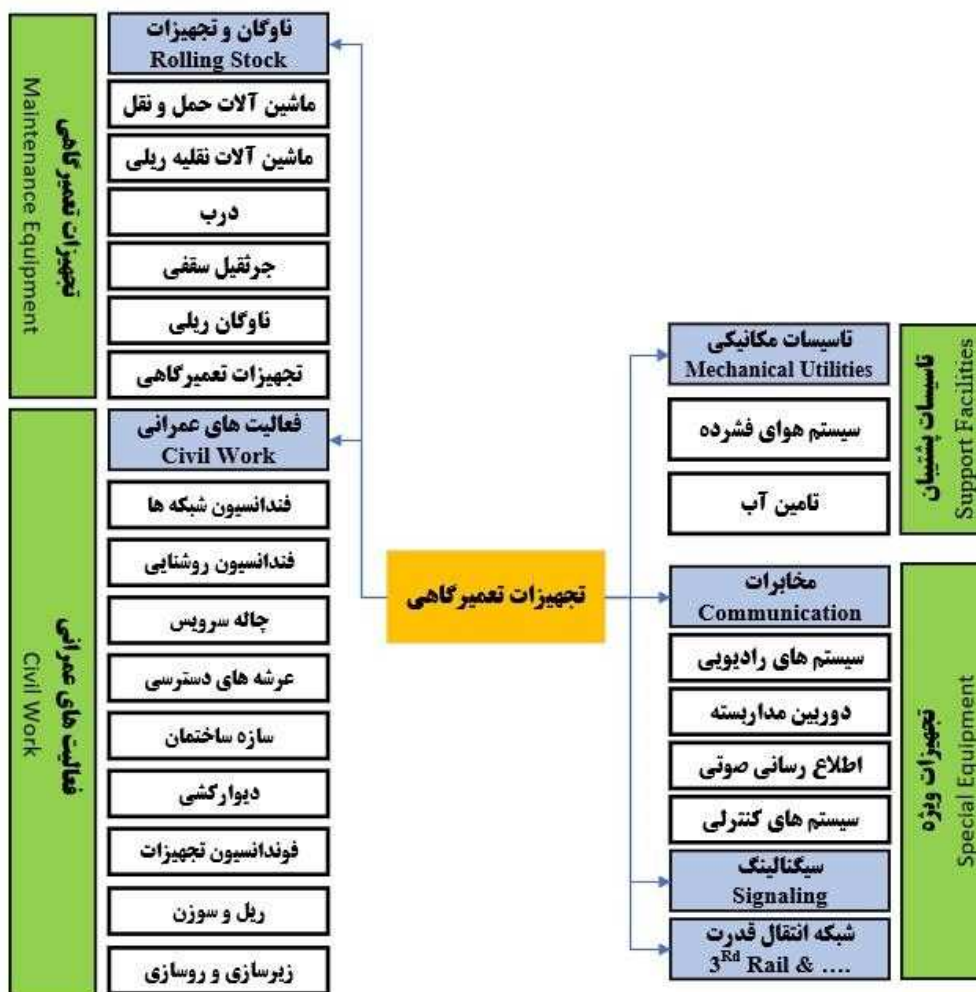 ناوگان و تجهیزات
Rolling Stock
ماشین آلات حمل و نقل
ماشین آلات نقلیه ریلی
درب
جرثقیل سقفی
ناوگان ریلی
تجهیزات تعمیرگاهی
تجهیزات تعمیرگاهی
Maintenance Equipment
فعالیت های عمرانی
Civil Work
فندانسیون شبکه ها
فندانسیون روشنایی
چاله سرویس
عرشه های دسترسی
سازه ساختمان
دیوارکشی
فوندانسیون تجهیزات
ریل و سوزن
زیرسازی و روسازی
فعالیت های عمرانی
Civil Work
تجهیزات تعمیرگاهی
تاسیسات مکانیکی
Mechanical Utilities
سیستم هوای فشرده
تامین آب
تاسیسات پشتیبان
Support Facilities
مخابرات
Communication
سیستم های رادیویی
دوربین مداربسته
اطلاع رسانی صوتی
سیستم های کنترلی
سیگنالینگ
Signaling
شبکه انتقال قدرت
3Rd Rail & ....
تجهیزات ویژه
Special Equipment